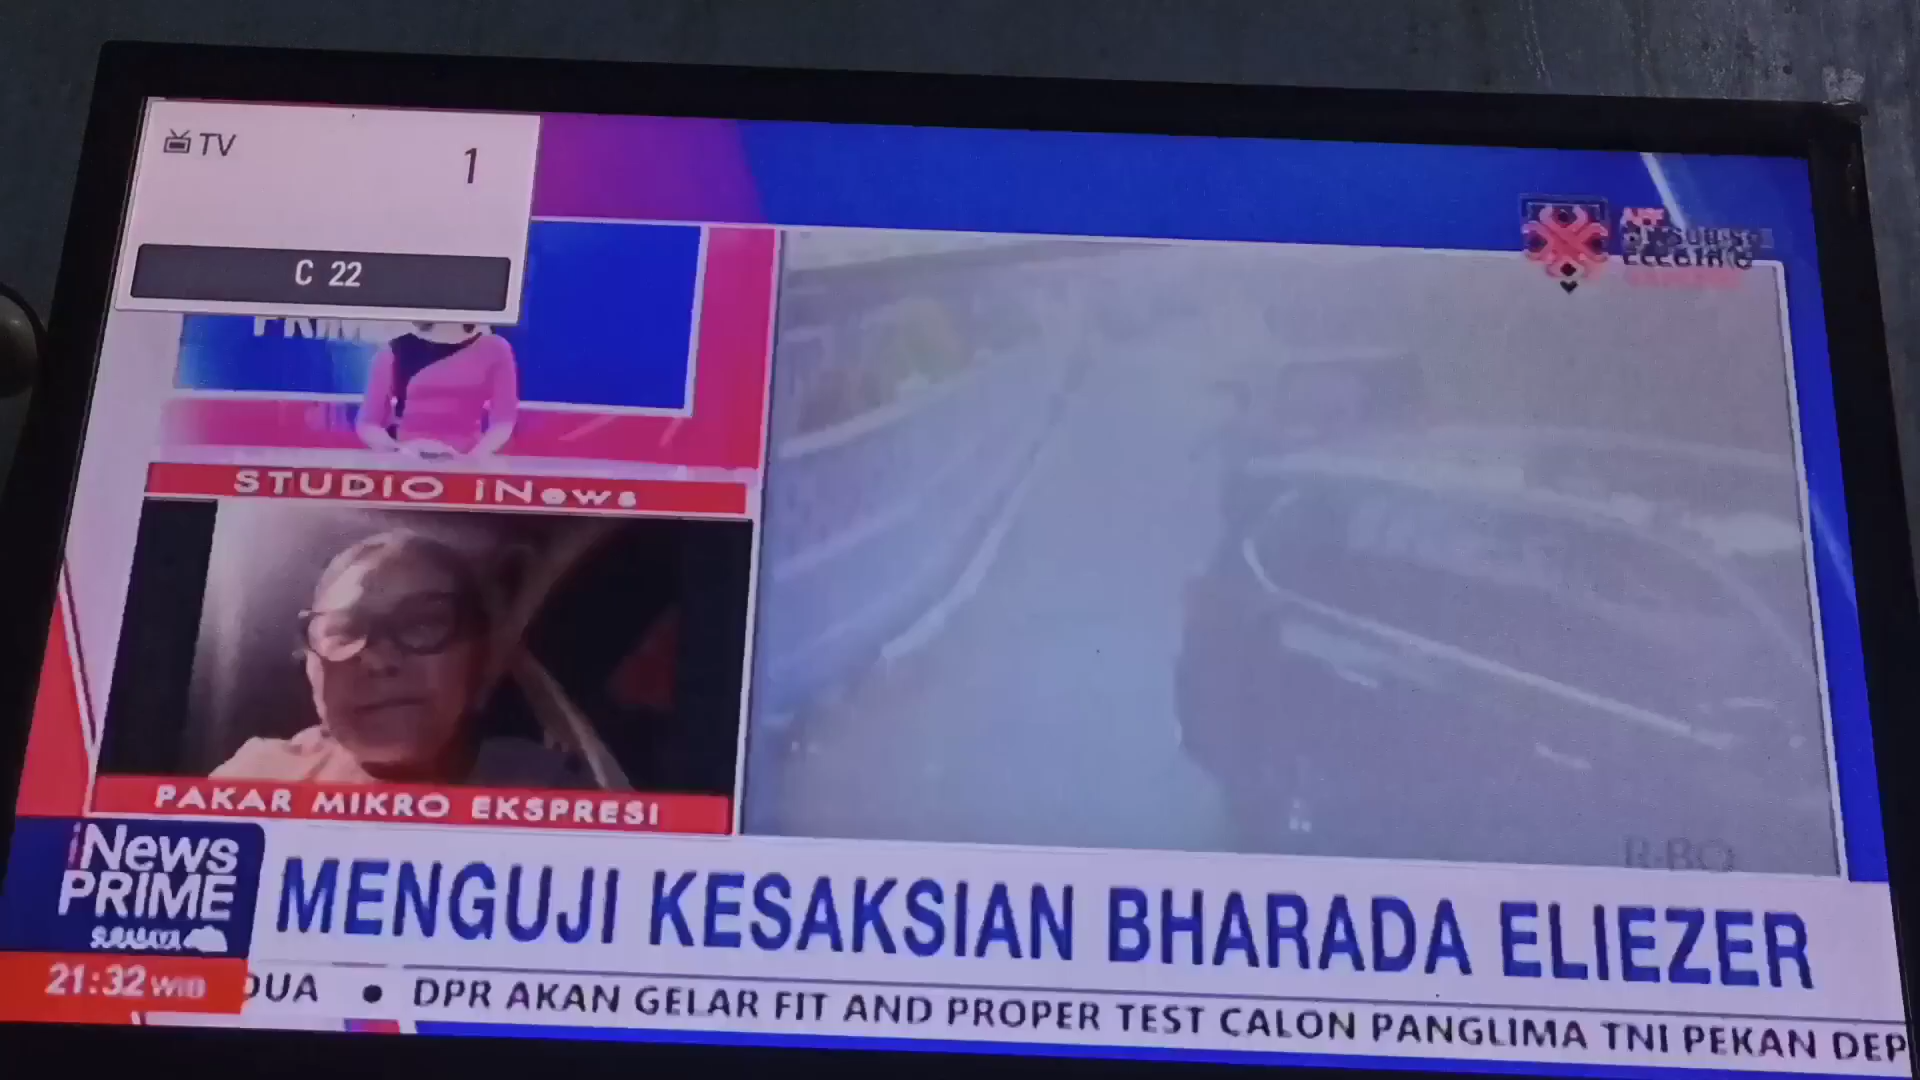 TV
1
C 22
STUDIO iNews
PAKAR MIKRO EKSPRESI
iNews
PRIME
SURABAYA
MENGUJI KESAKSIAN BHARADA ELIEZER
21:32 WIB
DUA • DPR AKAN GELAR FIT AND PROPER TEST CALON PANGLIMA TNI PEKAN DEP